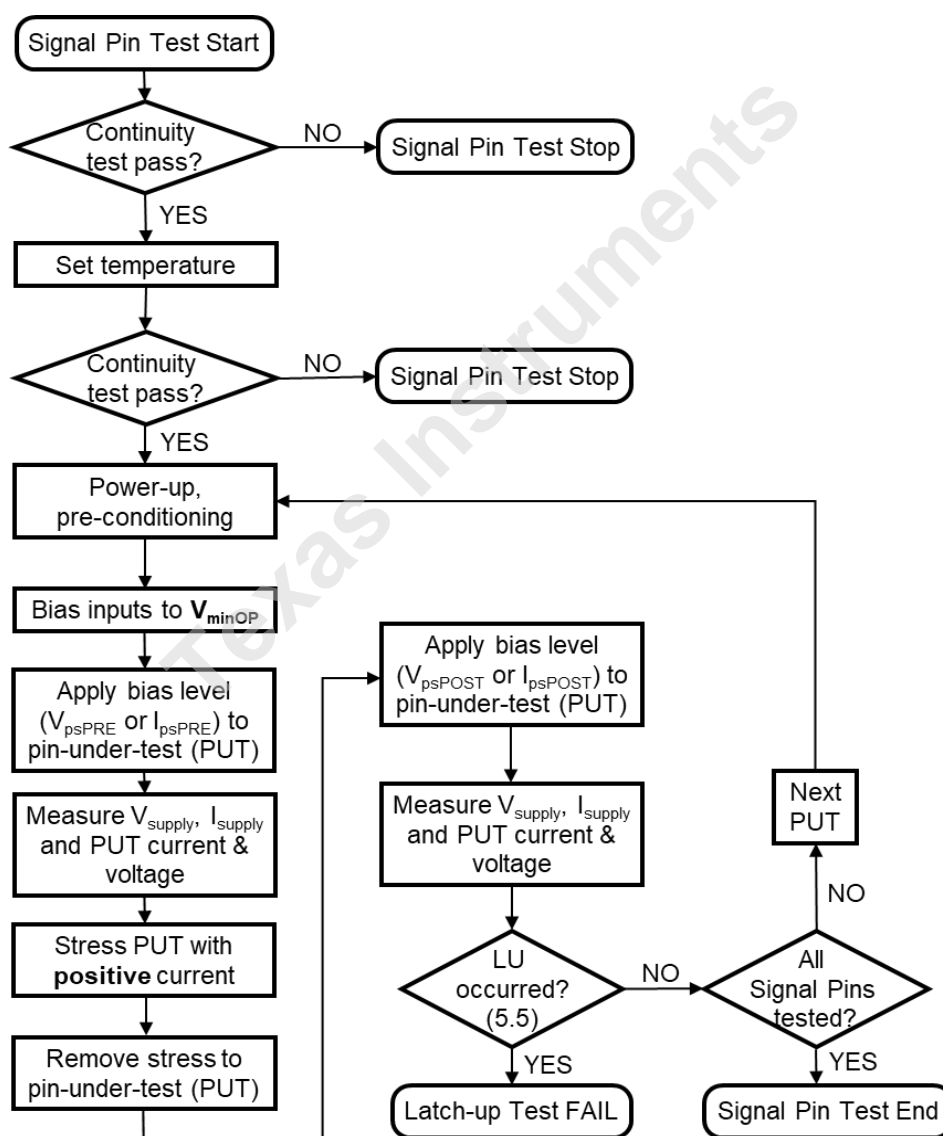 Signal Pin Test Start
Continuity
test pass?
NO
Signal Pin Test Stop
YES
Set temperature
Continuity
test pass?
NO
Signal Pin Test Stop
YES
Power-up,
pre-conditioning
Bias inputs to VminOP
Apply bias level
(VpsPRE or IpsPRE) to
pin-under-test (PUT)
Measure Vsupply, Isupply
and PUT current &
voltage
Stress PUT with
positive current
Remove stress to
pin-under-test (PUT)
Apply bias level
(VpsPOST or IpsPOST) to
pin-under-test (PUT)
Measure Vsupply, Isupply
and PUT current &
voltage
LU
occurred?
(5.5)
NO
YES
Latch-up Test FAIL
All
Signal Pins
tested?
NO
Next
PUT
YES
Signal Pin Test End
Texas Instruments